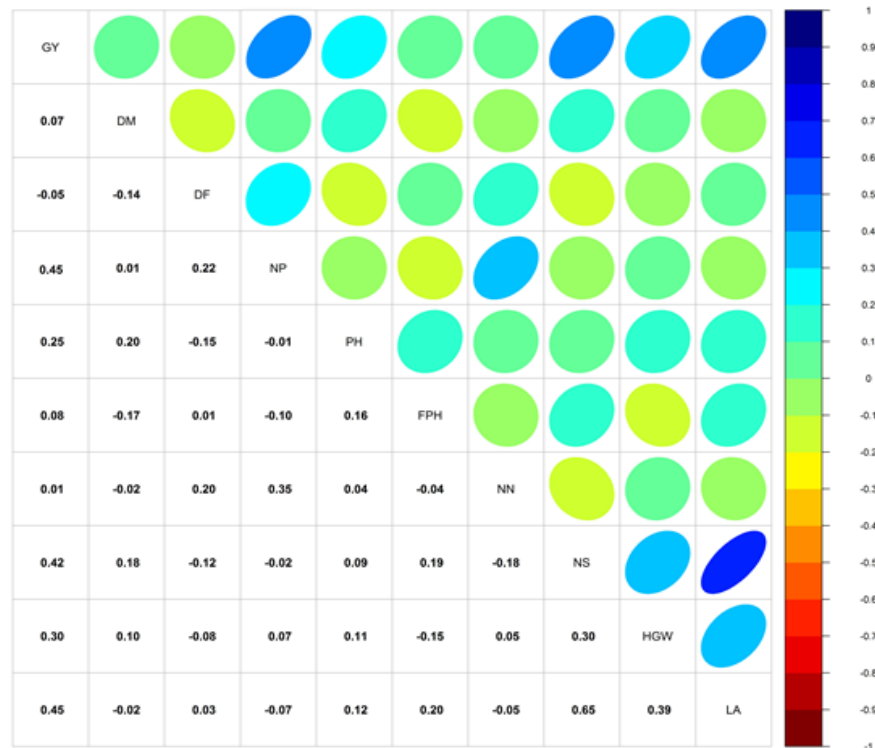 GY
0.07 DM
-0.05 -0.14 DF
0.45 0.01 0.22 NP
0.25 0.20 -0.15 -0.01 PH
0.08 -0.17 0.01 -0.10 0.16 FPH
0.01 -0.02 0.20 0.35 0.04 -0.04 NN
0.42 0.18 -0.12 -0.02 0.09 0.19 -0.18 NS
0.30 0.10 -0.08 0.07 0.11 -0.15 0.05 0.30 HGW
0.45 -0.02 0.03 -0.07 0.12 0.20 -0.05 0.65 0.39 LA
1
0.9
0.8
0.7
0.6
0.5
0.4
0.3
0.2
0.1
0
-0.1
-0.2
-0.3
-0.4
-0.5
-0.6
-0.7
-0.8
-0.9
-1